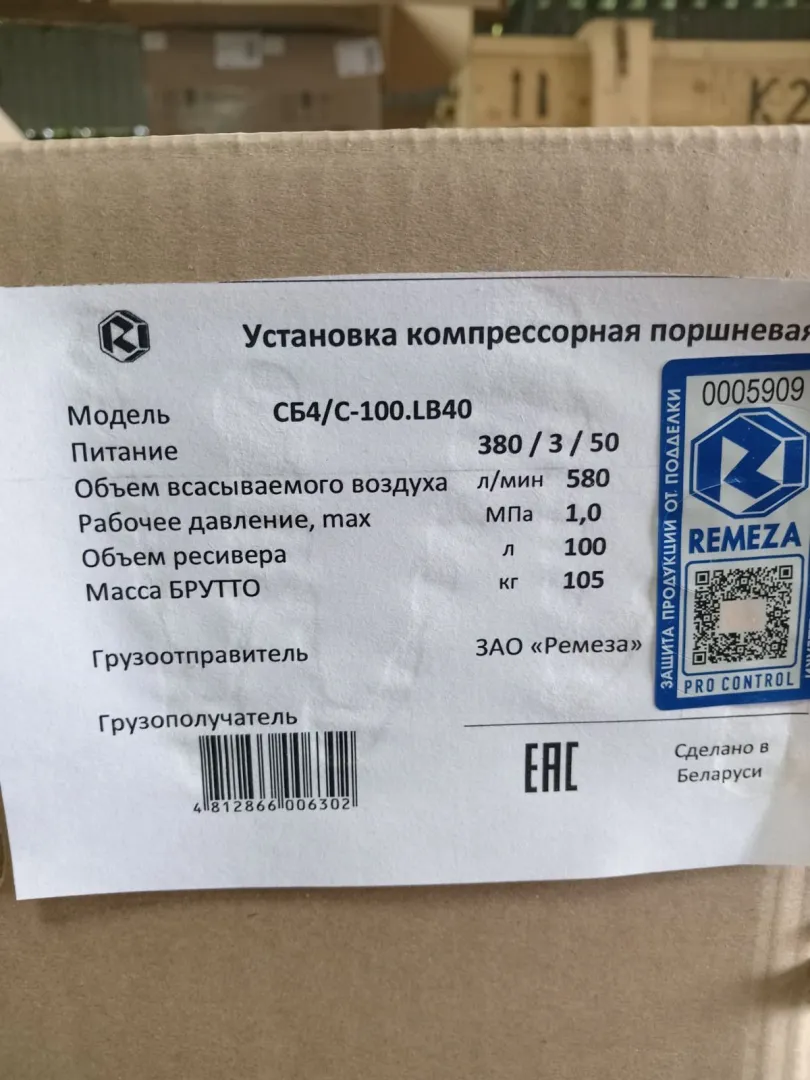 K2
Установка компрессорная поршневая
Модель СБ4/С-100.LB40
Питание 380 / 3 / 50
Объем всасываемого воздуха л/мин 580
Рабочее давление, max МПа 1,0
Объем ресивера л 100
Масса БРУТТО кг 105
Грузоотправитель ЗАО «Ремеза»
Грузополучатель
4 812866 006302
EAC
Сделано в
Беларуси
ЗАЩИТА ПРОДУКЦИИ ОТ ПОДДЕЛКИ
0005909
REMEZA
PRO CONTROL